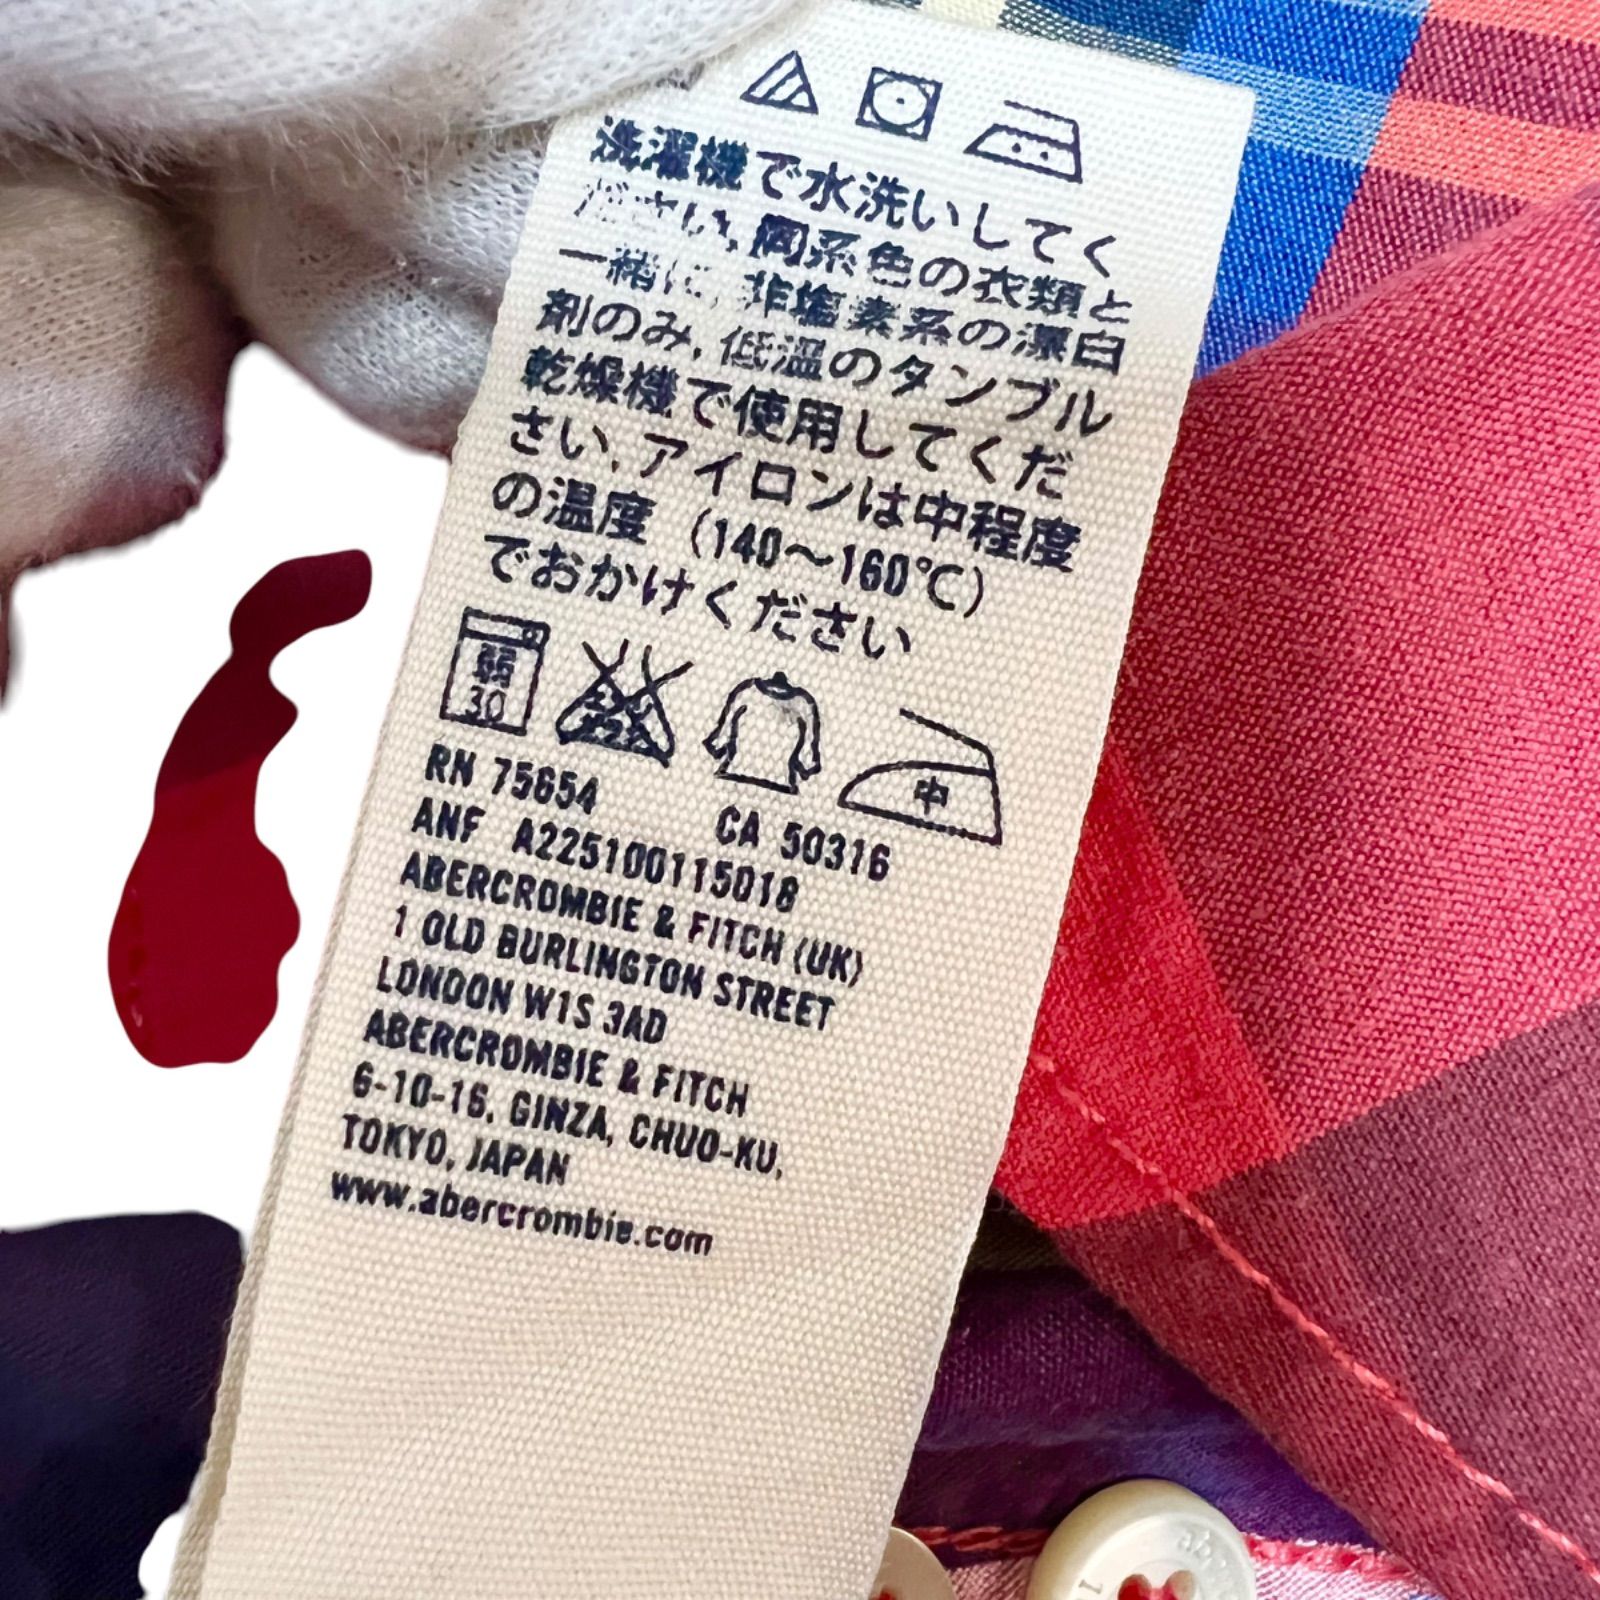 洗濯機で水洗いしてく
ださい, 同系色の衣類と
一緒に, 非塩素系の漂白
剤のみ, 低温のタンブル
乾燥機で使用してくだ
さい, アイロンは中程度
の温度 (140～160℃)
でおかけください
弱
30
中
RN 75654
CA 50316
ANF A225100115018
ABERCROMBIE & FITCH (UK)
1 OLD BURLINGTON STREET
LONDON W1S 3AD
ABERCROMBIE & FITCH
6-10-16, GINZA, CHUO-KU,
TOKYO, JAPAN
www.abercrombie.com